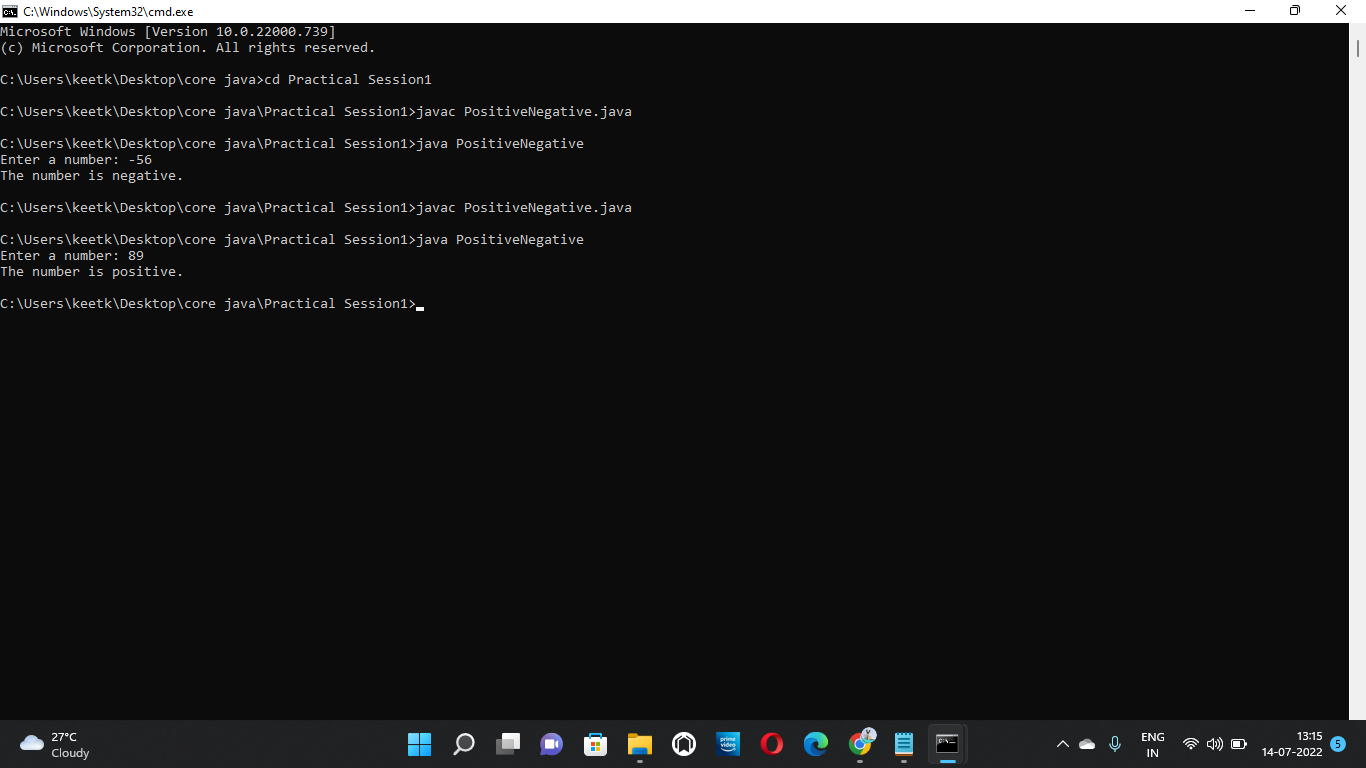 C:\Windows\System32\cmd.exe
Microsoft Windows [Version 10.0.22000.739]
(c) Microsoft Corporation. All rights reserved.
C:\Users\keetk\Desktop\core java>cd Practical Session1
C:\Users\keetk\Desktop\core java\Practical Session1>javac PositiveNegative.java
C:\Users\keetk\Desktop\core java\Practical Session1>java PositiveNegative
Enter a number: -56
The number is negative.
C:\Users\keetk\Desktop\core java\Practical Session1>javac PositiveNegative.java
C:\Users\keetk\Desktop\core java\Practical Session1>java PositiveNegative
Enter a number: 89
The number is positive.
C:\Users\keetk\Desktop\core java\Practical Session1>
27°C
Cloudy
prime video
Y
ENG
IN
13:15
14-07-2022
5